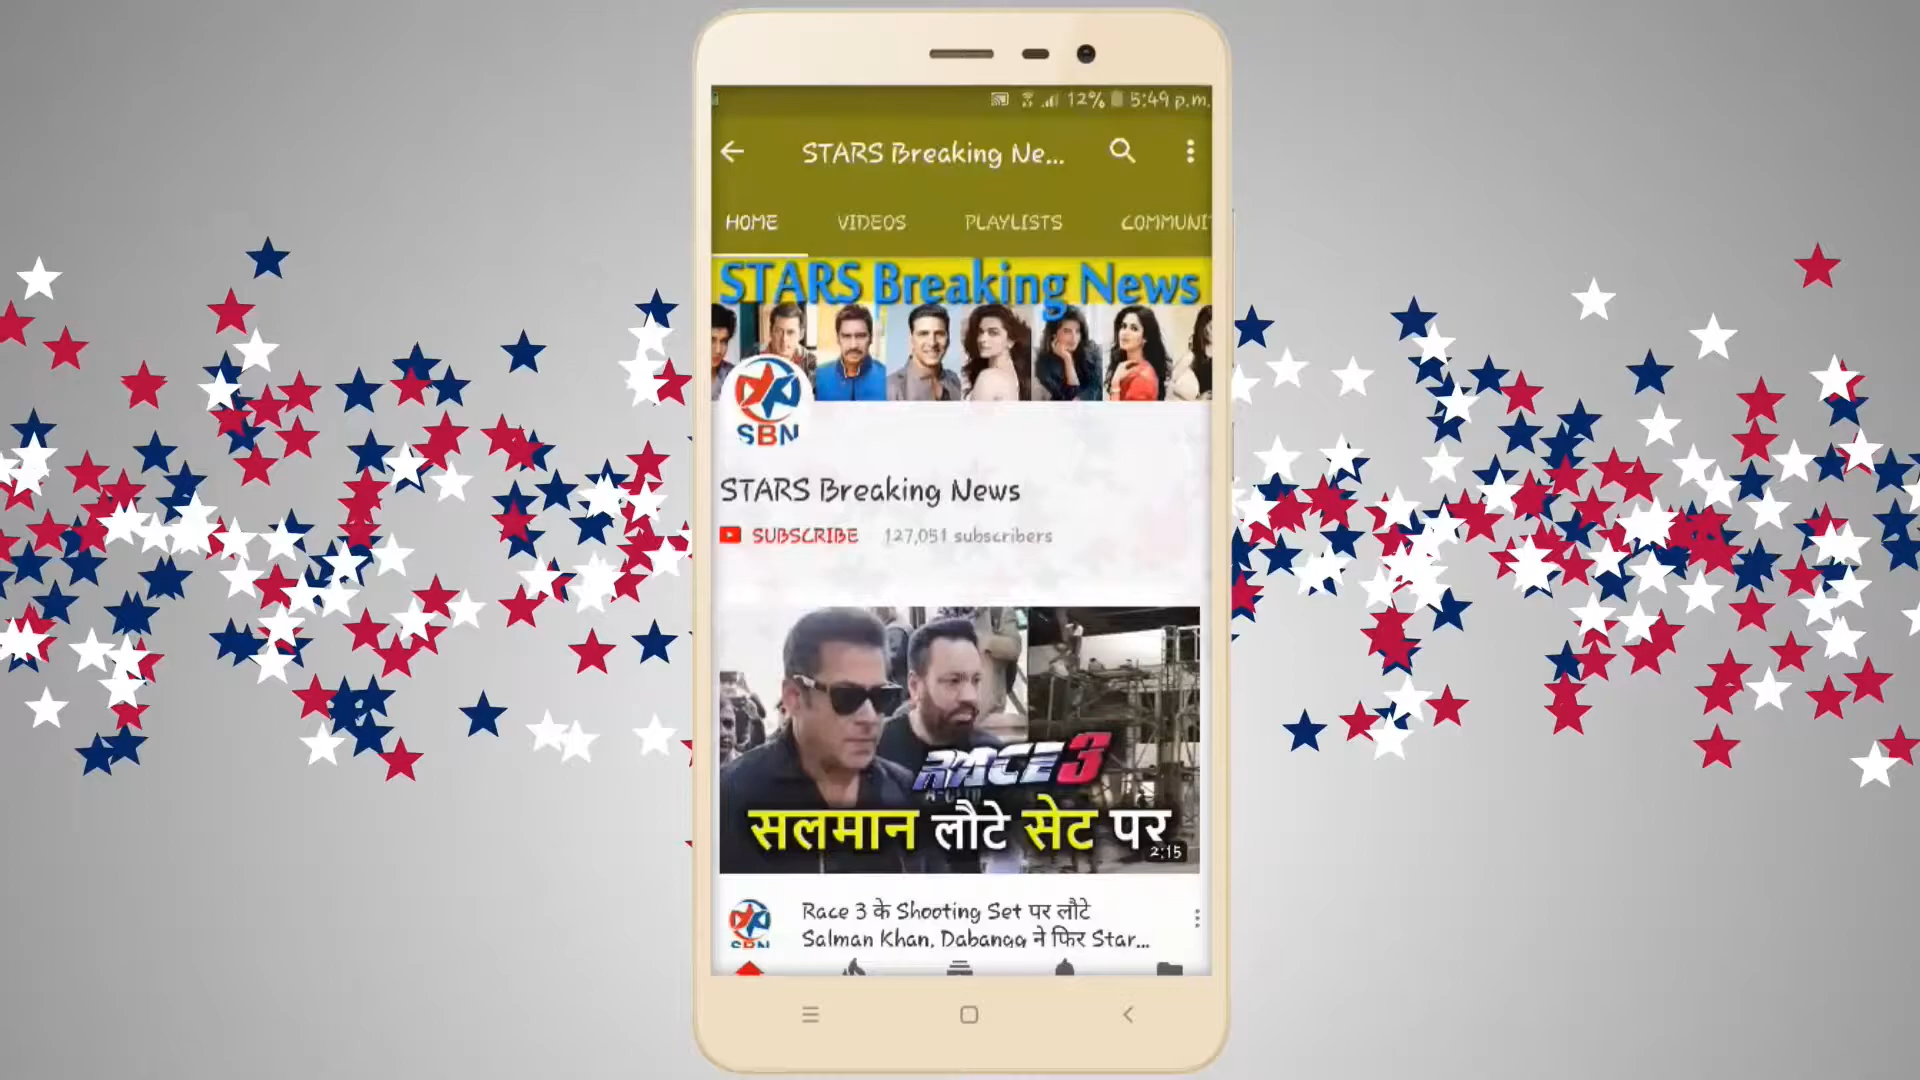 12% 5:49 p.m.
STARS Breaking Ne...
HOME VIDEOS PLAYLISTS COMMUNI
STARS Breaking News
SBN
STARS Breaking News
SUBSCRIBE 127,051 subscribers
RACE 3
सलमान लौटे सेट पर
2:15
Race 3 के Shooting Set पर लौटे
Salman Khan, Dabangg ने फिर Star...
SBN